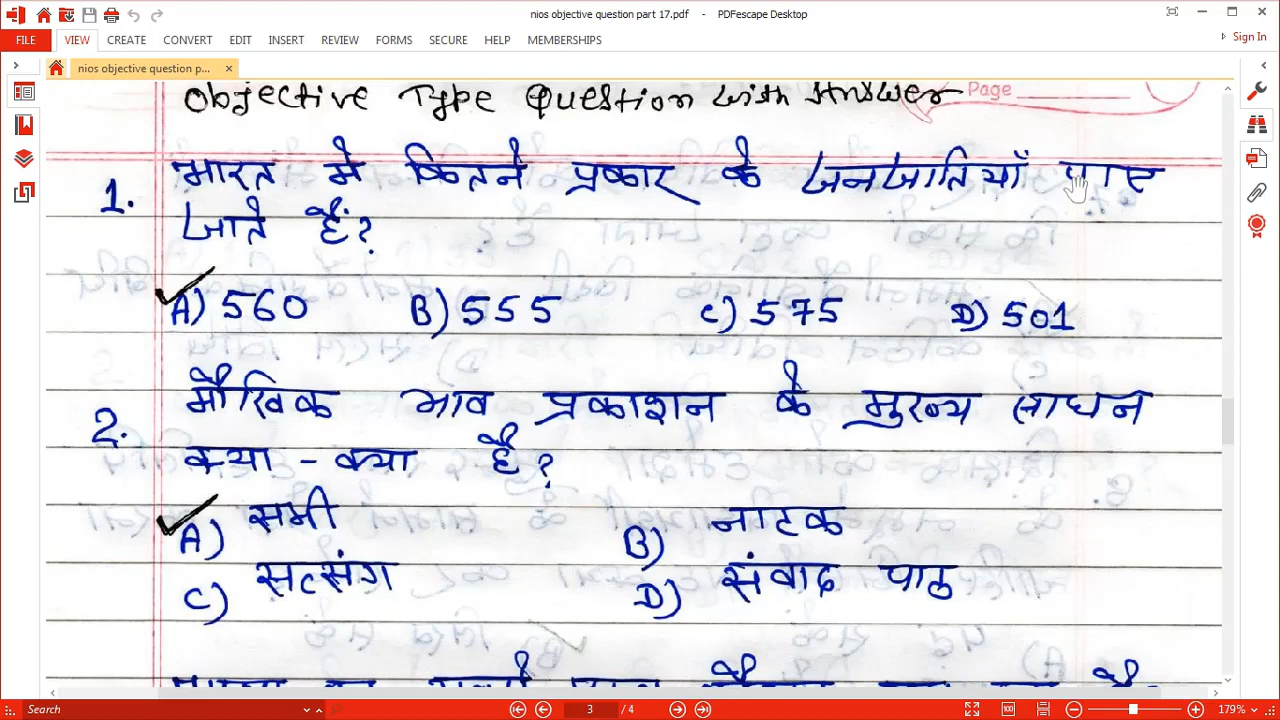 nios objective question part 17.pdf - PDFescape Desktop
FILE VIEW CREATE CONVERT EDIT INSERT REVIEW FORMS SECURE HELP MEMBERSHIPS Sign In
nios objective question p... ×
Objective Type Question with Answer
Page
1. भारत मे कितने प्रकार के जनजातियाँ पाए
जाते हैं?
A) 560 B) 555 C) 575 D) 501
2. मौखिक भाव प्रकाशन के मुख्य साधन
क्या - क्या है?
A) सभी B) नाटक
C) सत्संग D) संवाद पाठ
Search 3 / 4 179%